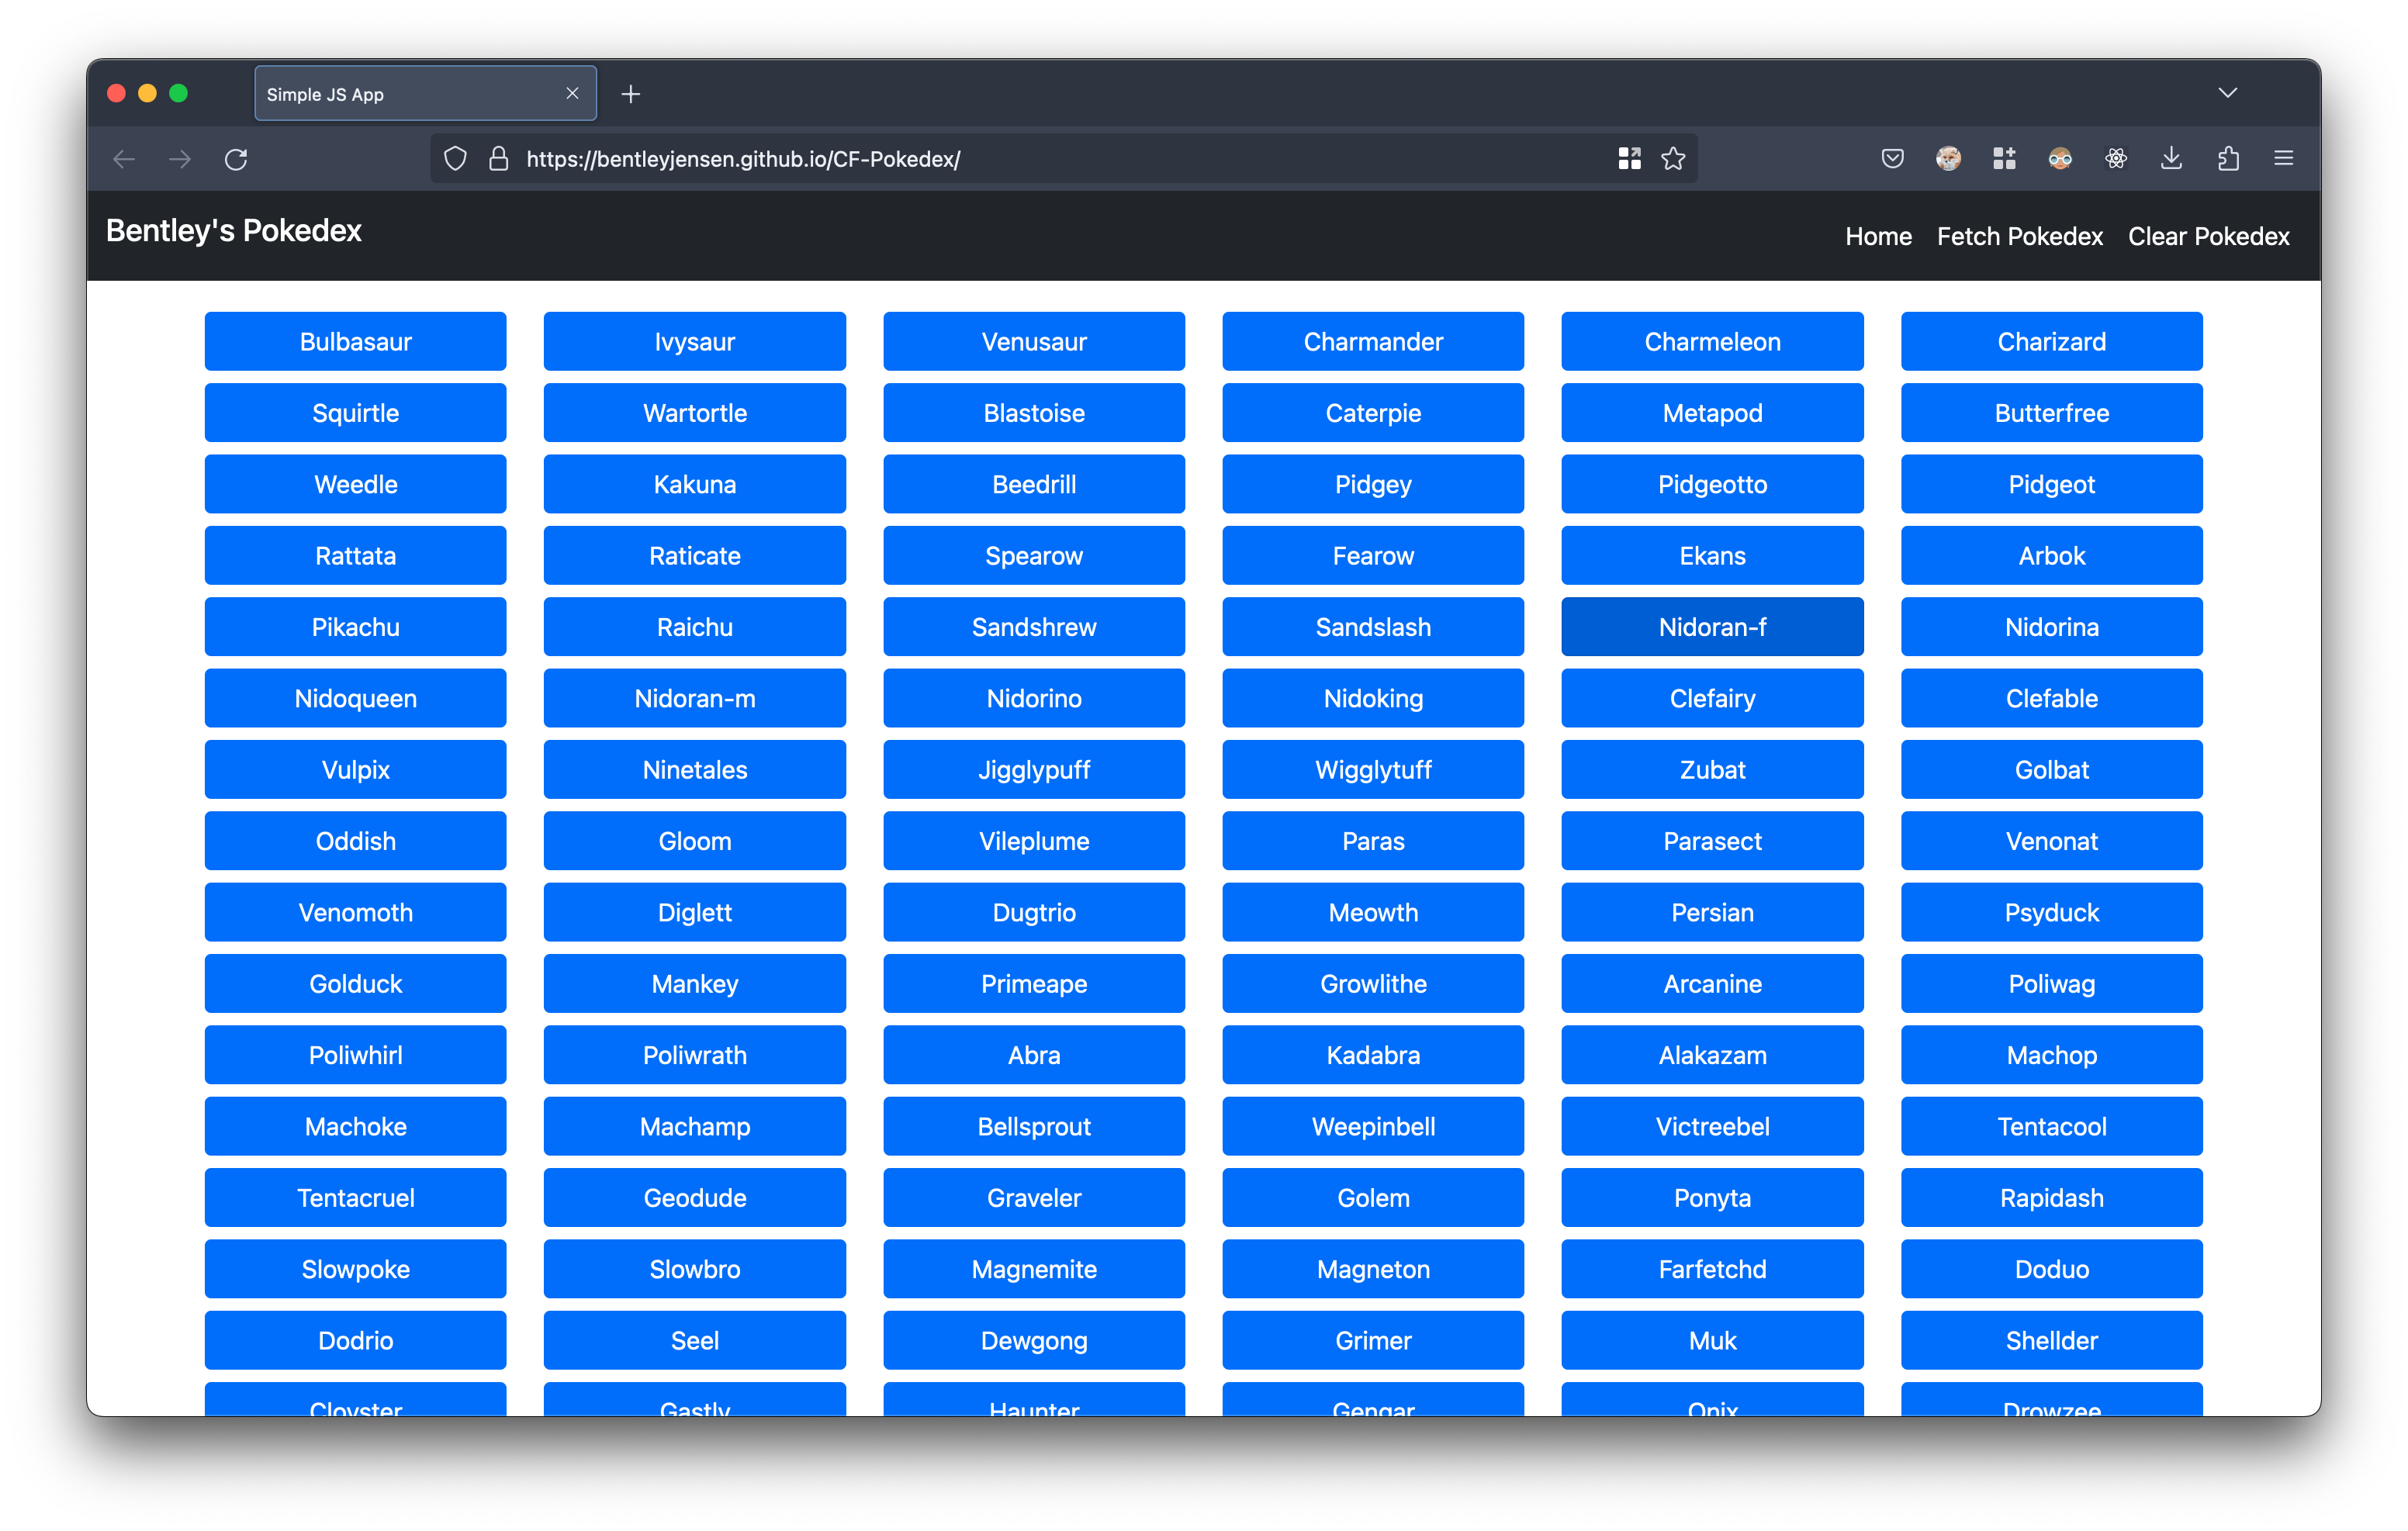 Simple JS App
https://bentleyjensen.github.io/CF-Pokedex/
Bentley's Pokedex Home Fetch Pokedex Clear Pokedex
Bulbasaur Ivysaur Venusaur Charmander Charmeleon Charizard
Squirtle Wartortle Blastoise Caterpie Metapod Butterfree
Weedle Kakuna Beedrill Pidgey Pidgeotto Pidgeot
Rattata Raticate Spearow Fearow Ekans Arbok
Pikachu Raichu Sandshrew Sandslash Nidoran-f Nidorina
Nidoqueen Nidoran-m Nidorino Nidoking Clefairy Clefable
Vulpix Ninetales Jigglypuff Wigglytuff Zubat Golbat
Oddish Gloom Vileplume Paras Parasect Venonat
Venomoth Diglett Dugtrio Meowth Persian Psyduck
Golduck Mankey Primeape Growlithe Arcanine Poliwag
Poliwhirl Poliwrath Abra Kadabra Alakazam Machop
Machoke Machamp Bellsprout Weepinbell Victreebel Tentacool
Tentacruel Geodude Graveler Golem Ponyta Rapidash
Slowpoke Slowbro Magnemite Magneton Farfetchd Doduo
Dodrio Seel Dewgong Grimer Muk Shellder
Cloyster Gastly Haunter Gengar Onix Drowzee